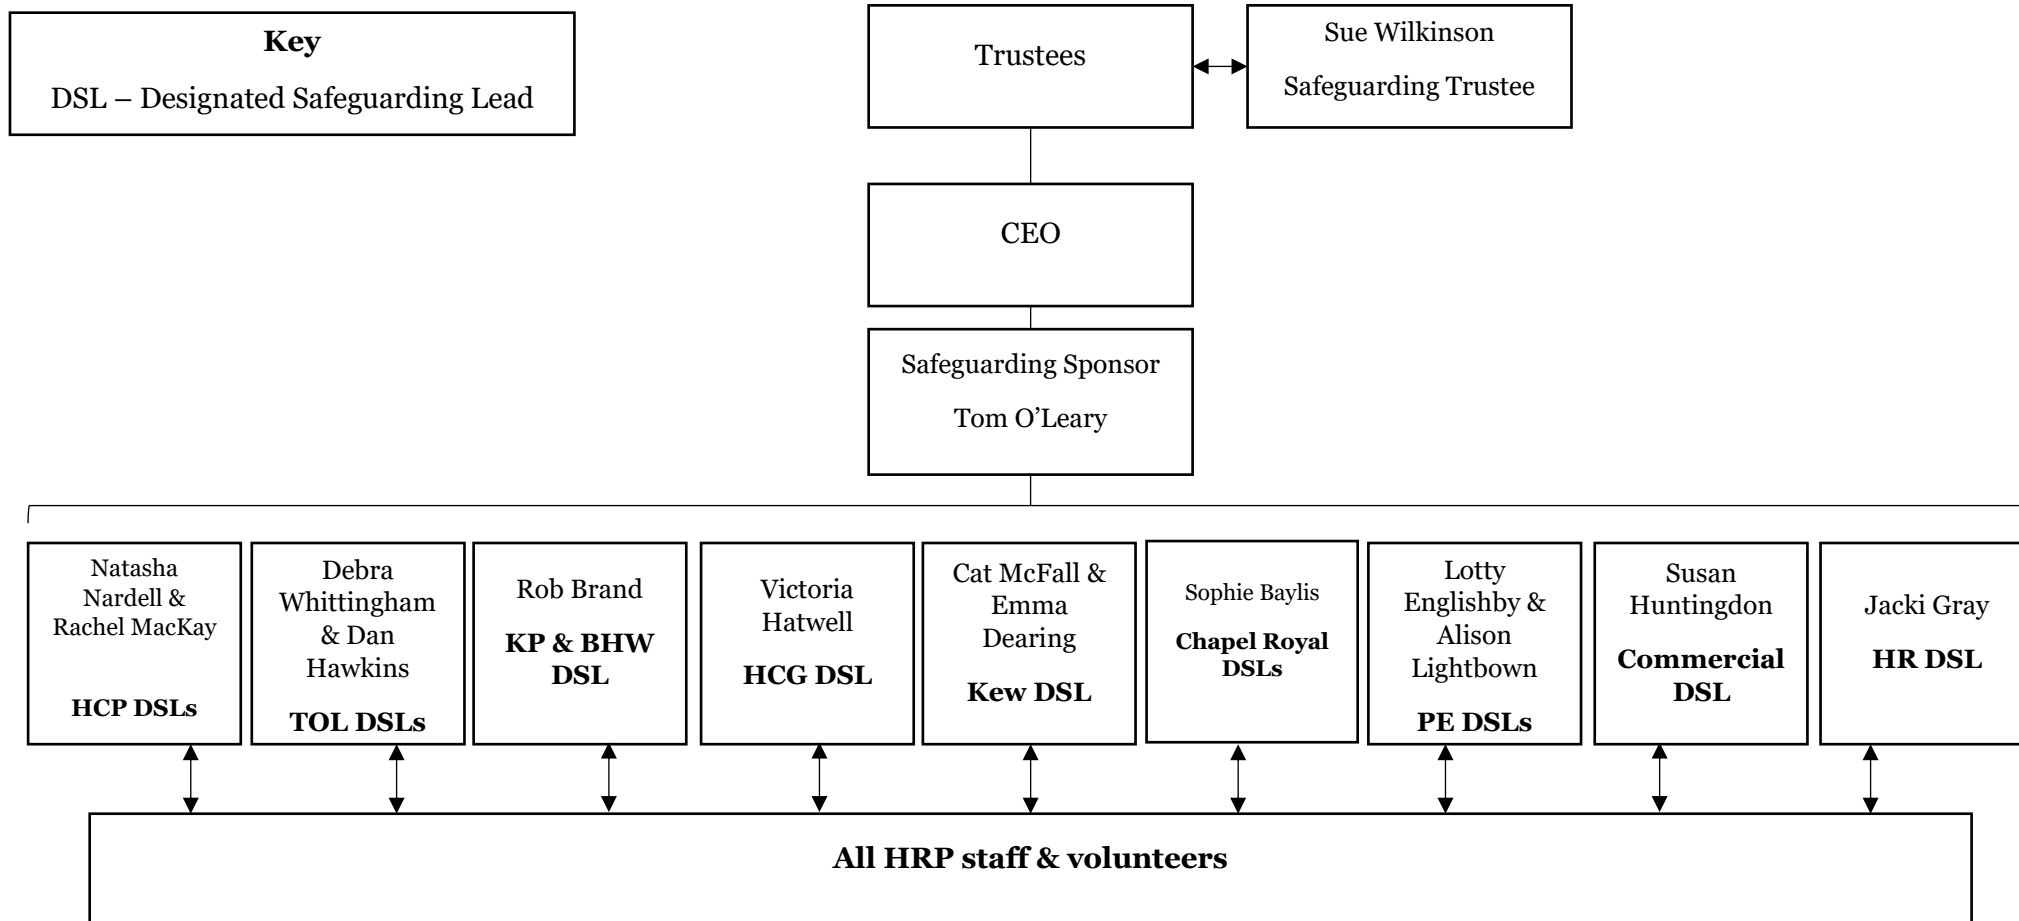 Key
DSL – Designated Safeguarding Lead
Trustees
Sue Wilkinson
Safeguarding Trustee
CEO
Safeguarding Sponsor
Tom O’Leary
Natasha
Nardell &
Rachel MacKay
HCP DSLs
Debra
Whittingham
& Dan
Hawkins
TOL DSLs
Rob Brand
KP & BHW
DSL
Victoria
Hatwell
HCG DSL
Cat McFall &
Emma
Dearing
Kew DSL
Sophie Baylis
Chapel Royal
DSLs
Lotty
Englishby &
Alison
Lightbown
PE DSLs
Susan
Huntingdon
Commercial
DSL
Jacki Gray
HR DSL
All HRP staff & volunteers